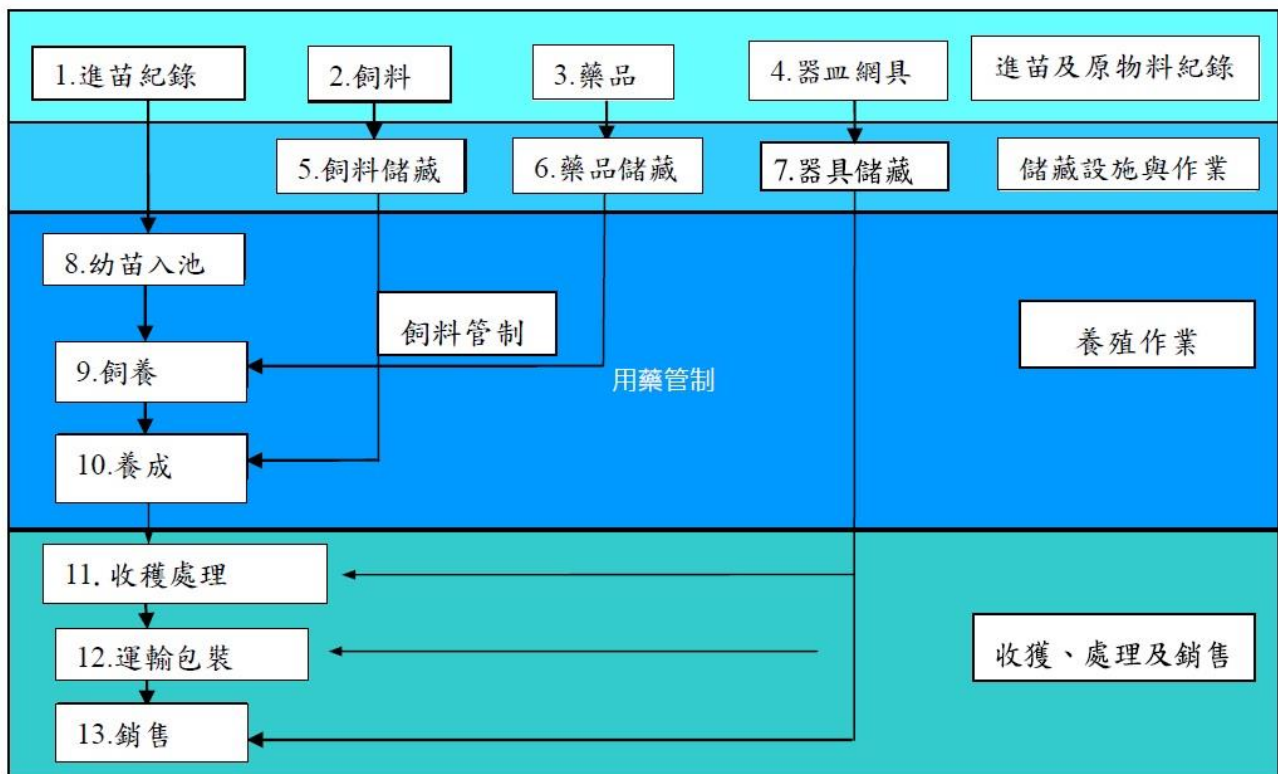 1.進苗紀錄
2.飼料
3.藥品
4.器皿網具
進苗及原物料紀錄
5.飼料儲藏
6.藥品儲藏
7.器具儲藏
儲藏設施與作業
8.幼苗入池
飼料管制
養殖作業
9.飼養
用藥管制
10.養成
11.收穫處理
12.運輸包裝
收獲、處理及銷售
13.銷售